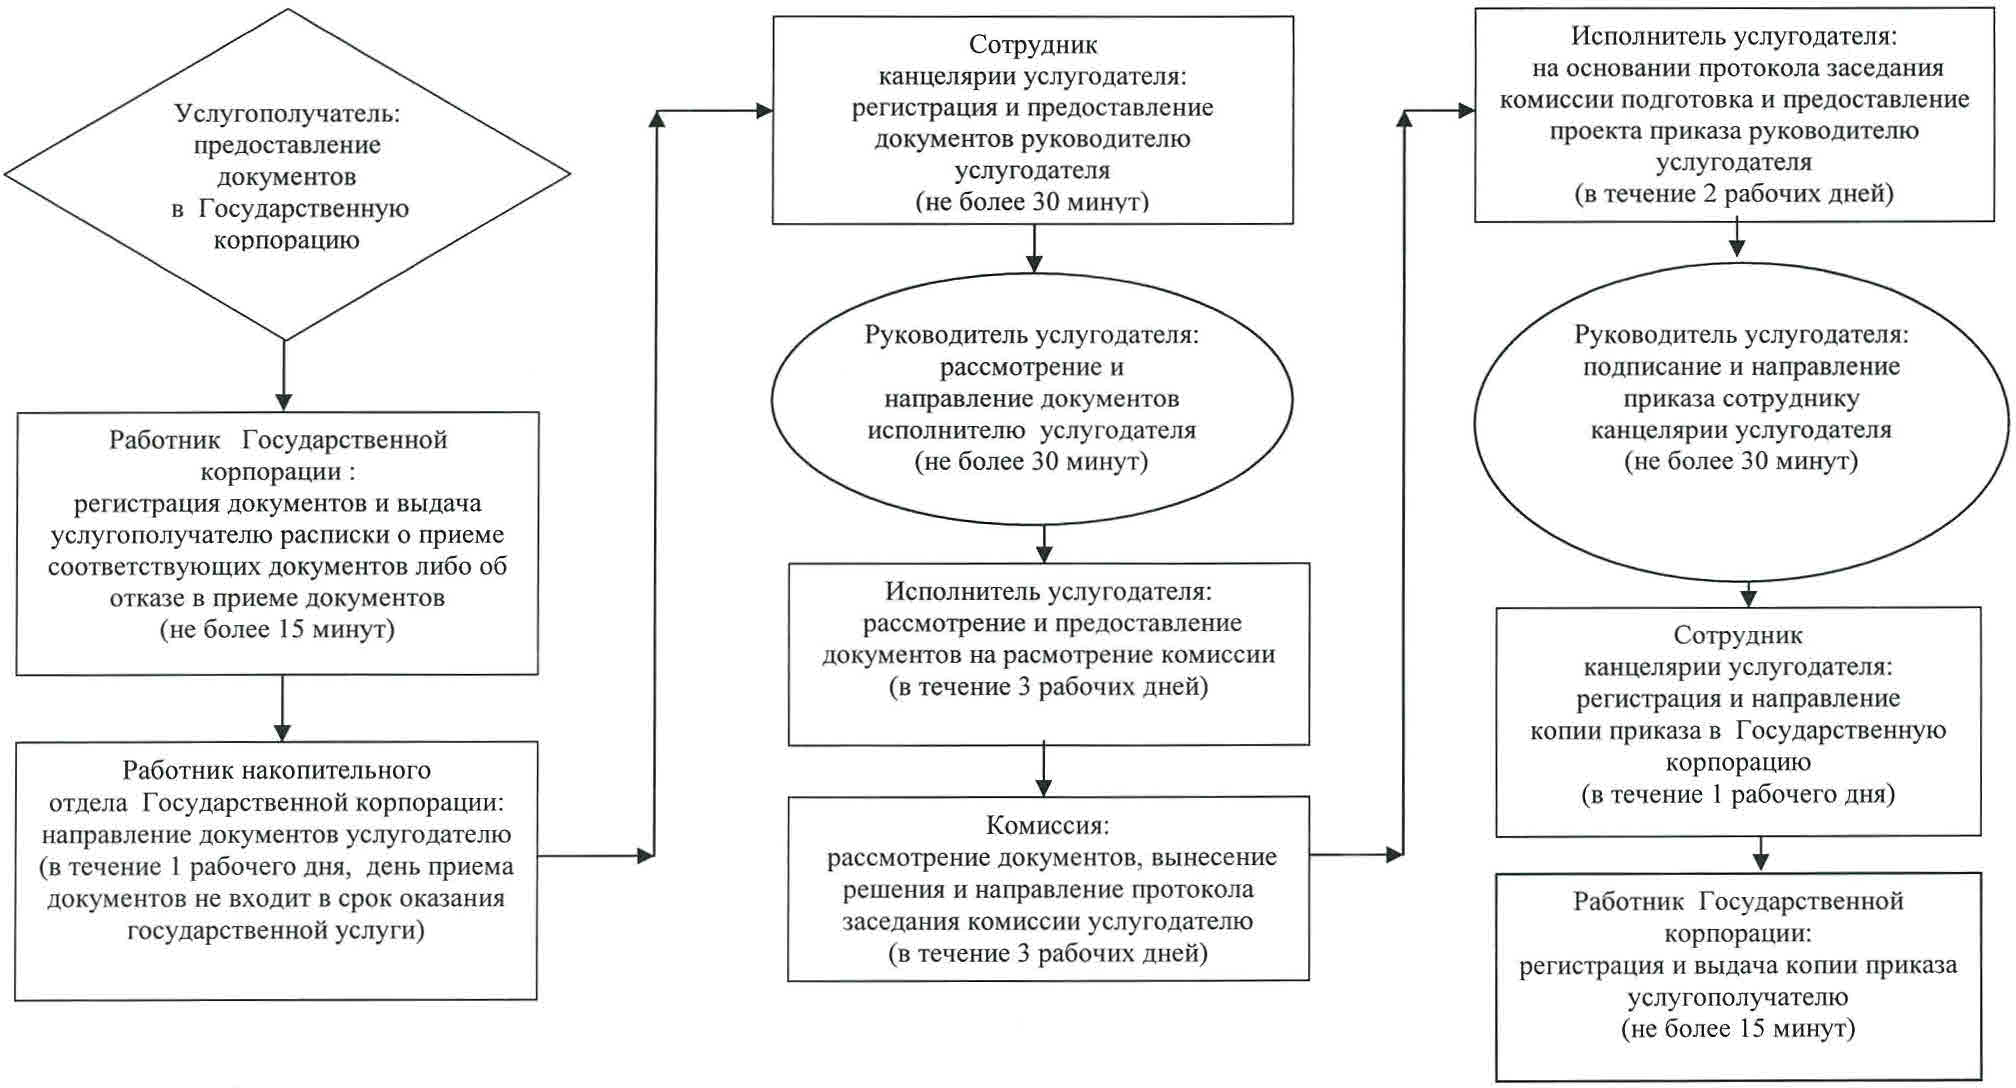 Услугополучатель:
предоставление
документов
в Государственную
корпорацию
Работник Государственной
корпорации :
регистрация документов и выдача
услугополучателю расписки о приеме
соответствующих документов либо об
отказе в приеме документов
(не более 15 минут)
Работник накопительного
отдела Государственной корпорации:
направление документов услугодателю
(в течение 1 рабочего дня, день приема
документов не входит в срок оказания
государственной услуги)
Сотрудник
канцелярии услугодателя:
регистрация и предоставление
документов руководителю
услугодателя
(не более 30 минут)
Руководитель услугодателя:
рассмотрение и
направление документов
исполнителю услугодателя
(не более 30 минут)
Исполнитель услугодателя:
рассмотрение и предоставление
документов на расмотрение комиссии
(в течение 3 рабочих дней)
Комиссия:
рассмотрение документов, вынесение
решения и направление протокола
заседания комиссии услугодателю
(в течение 3 рабочих дней)
Исполнитель услугодателя:
на основании протокола заседания
комиссии подготовка и предоставление
проекта приказа руководителю
услугодателя
(в течение 2 рабочих дней)
Руководитель услугодателя:
подписание и направление
приказа сотруднику
канцелярии услугодателя
(не более 30 минут)
Сотрудник
канцелярии услугодателя:
регистрация и направление
копии приказа в Государственную
корпорацию
(в течение 1 рабочего дня)
Работник Государственной
корпорации:
регистрация и выдача копии приказа
услугополучателю
(не более 15 минут)